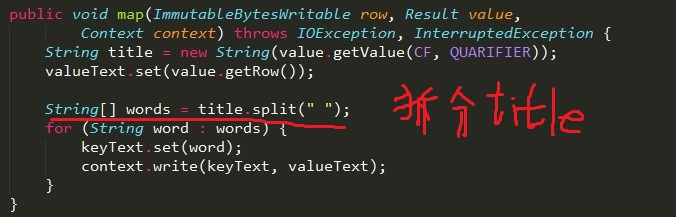 public void map(ImmutableBytesWritable row, Result value,
Context context) throws IOException, InterruptedException {
String title = new String(value.getValue(CF, QUARIFIER));
valueText.set(value.getRow());
String[] words = title.split(" ");
拆分title
for (String word : words) {
keyText.set(word);
context.write(keyText, valueText);
}
}